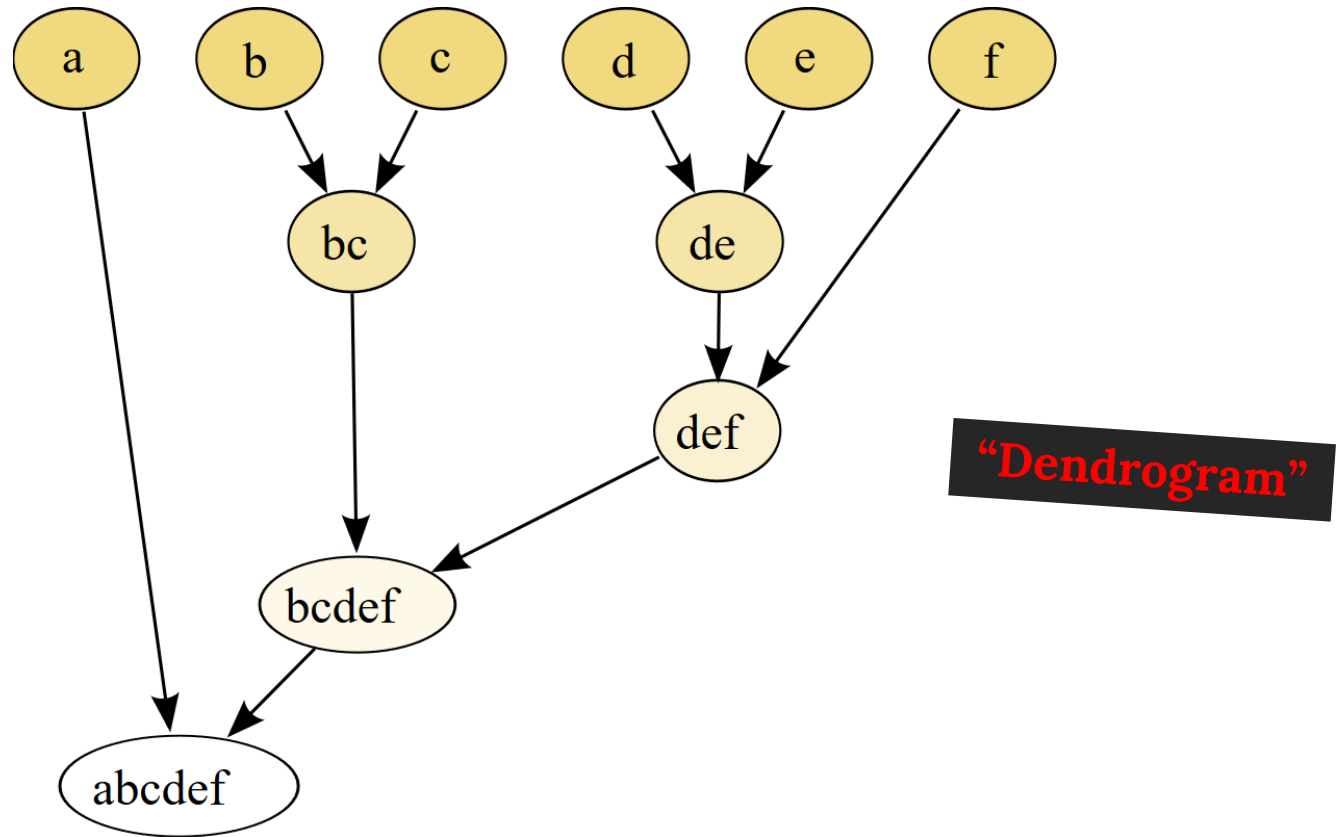 a b c d e f
bc de
def
“Dendrogram”
bcdef
abcdef